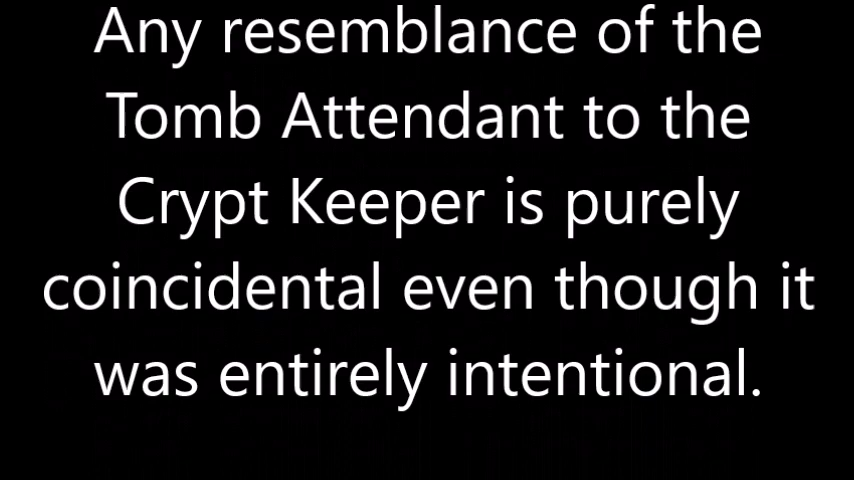 Any resemblance of the
Tomb Attendant to the
Crypt Keeper is purely
coincidental even though it
was entirely intentional.